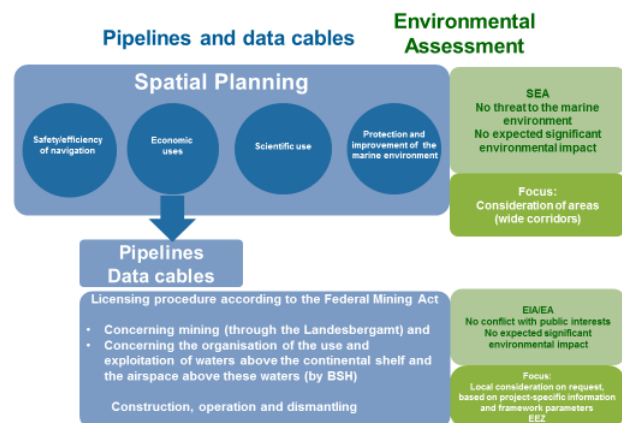 Pipelines and data cables
Environmental
Assessment
Spatial Planning
Safety/efficiency
of navigation
Economic
uses
Scientific use
Protection and
improvement of the
marine environment
SEA
No threat to the marine
environment
No expected significant
environmental impact
Focus:
Consideration of areas
(wide corridors)
Pipelines
Data cables
Licensing procedure according to the Federal Mining Act
• Concerning mining (through the Landesbergamt) and
• Concerning the organisation of the use and
exploitation of waters above the continental shelf and
the airspace above these waters (by BSH)
Construction, operation and dismantling
EIA/EA
No conflict with public interests
No expected significant
environmental impact
Focus:
Local consideration on request,
based on project-specific information
and framework parameters
EEZ